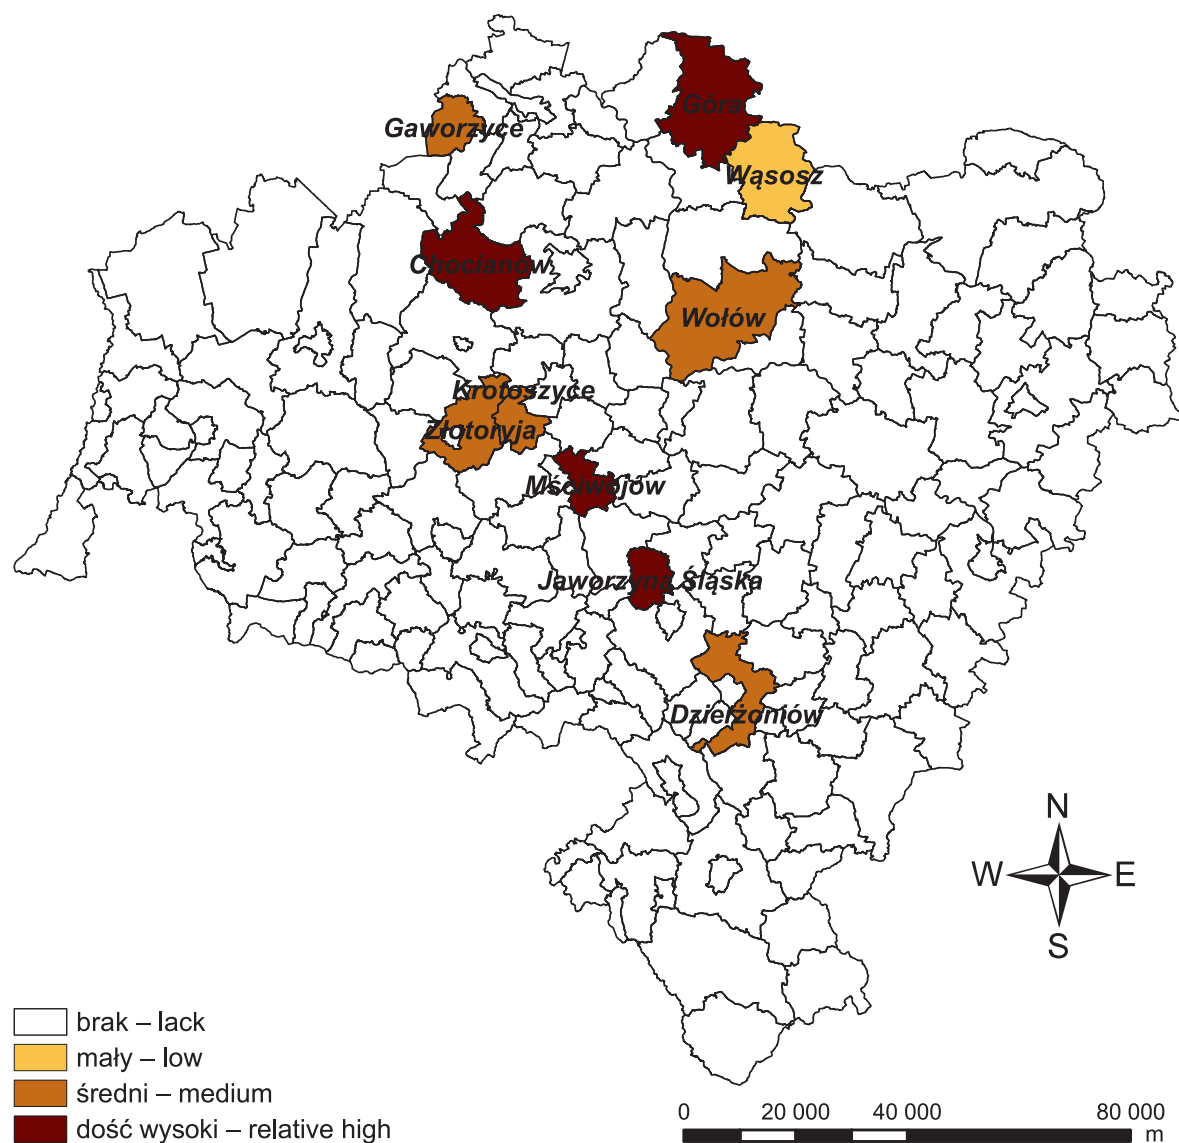 Góra
Gaworzyce
Wąsosz
Chocianów
Wołów
Krotoszyce
Złotoryja
Mściwojów
Jaworzyna Śląska
Dzierżoniów
N
W E
S
brak – lack
mały – low
średni – medium
dość wysoki – relative high
0 20 000 40 000 80 000
m